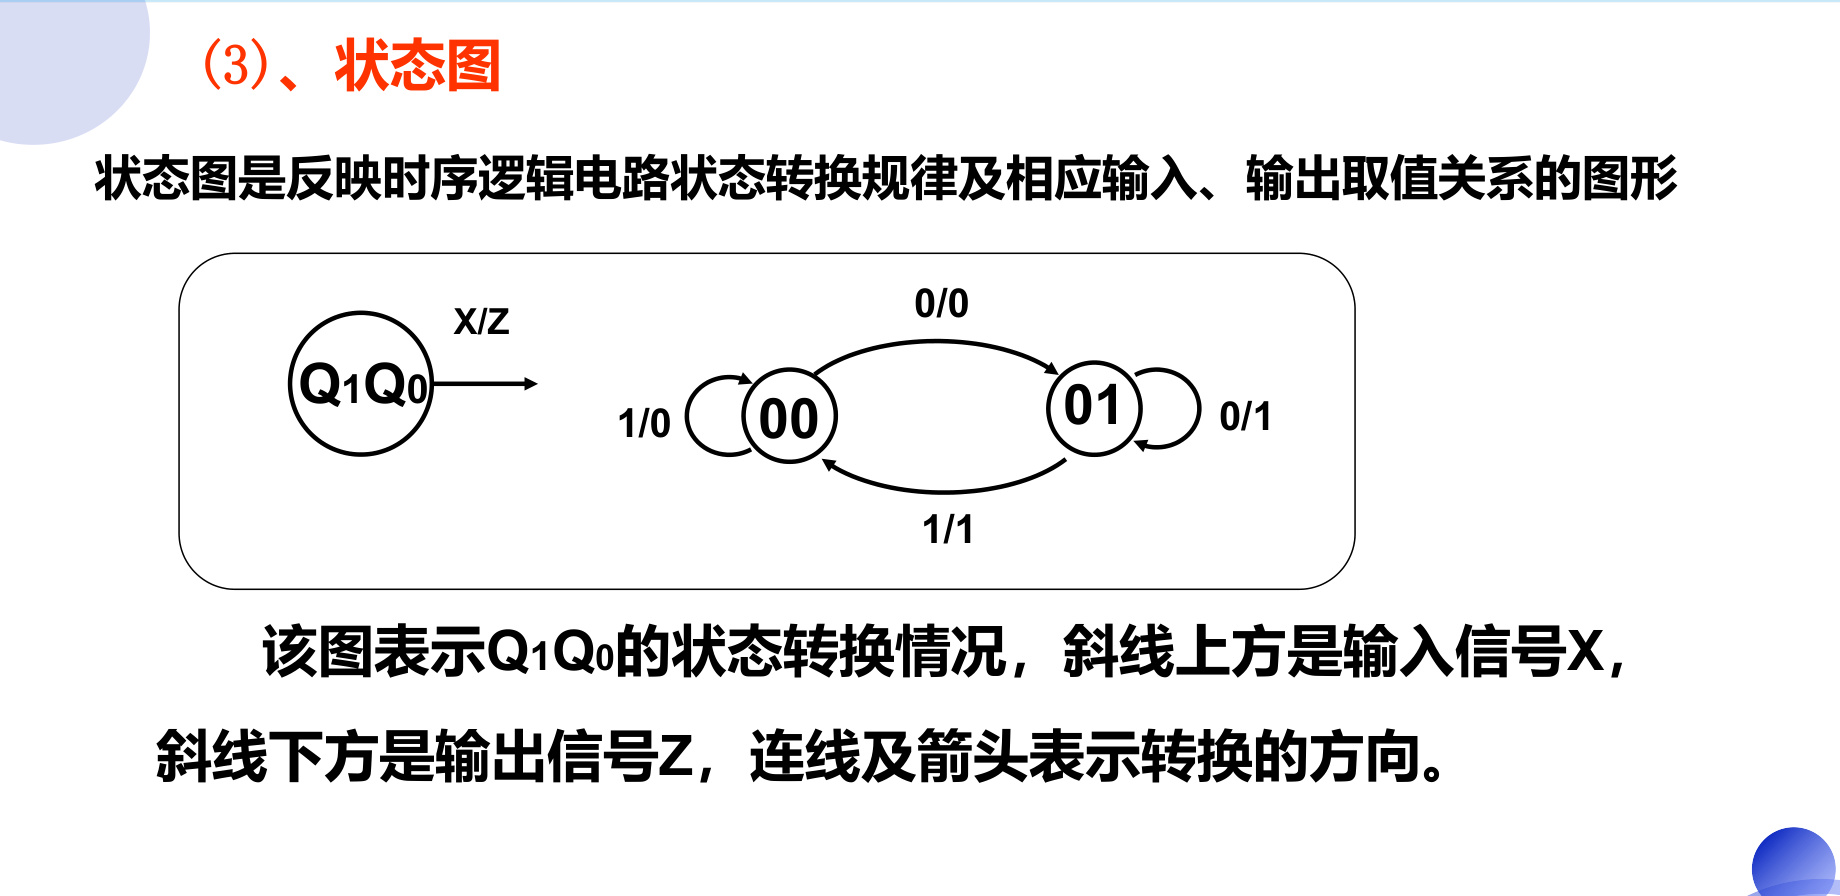 (3)、状态图
状态图是反映时序逻辑电路状态转换规律及相应输入、输出取值关系的图形
X/Z
Q1Q0
0/0
1/0
00
01
0/1
1/1
该图表示Q1Q0的状态转换情况，斜线上方是输入信号X，
斜线下方是输出信号Z，连线及箭头表示转换的方向。